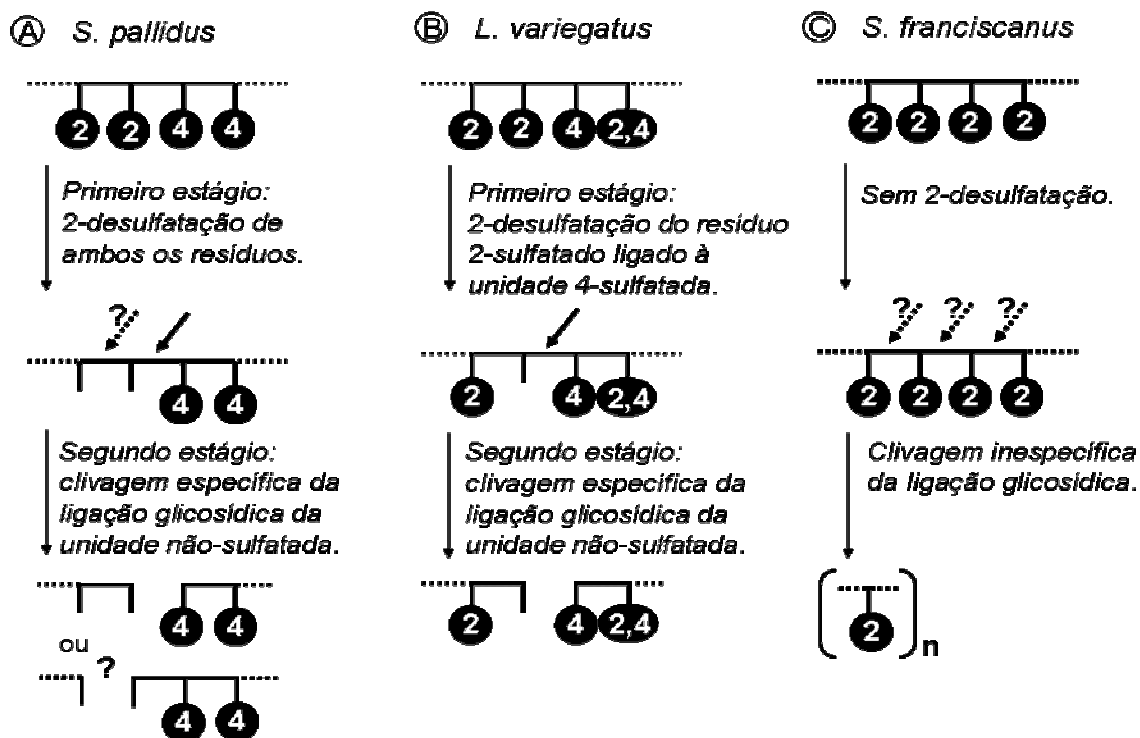 A S. pallidus
2 2 4 4
Primeiro estágio:
2-desulfatação de
ambos os resíduos.
?
4 4
Segundo estágio:
clivagem específica da
ligação glicosídica da
unidade não-sulfatada.
4 4
ou
?
4 4
B L. variegatus
2 2 4 2,4
Primeiro estágio:
2-desulfatação do resíduo
2-sulfatado ligado à
unidade 4-sulfatada.
2 4 2,4
Segundo estágio:
clivagem específica da
ligação glicosídica da
unidade não-sulfatada.
2 4 2,4
C S. franciscanus
2 2 2 2
Sem 2-desulfatação.
? ? ?
2 2 2 2
Clivagem inespecífica
da ligação glicosídica.
2
n